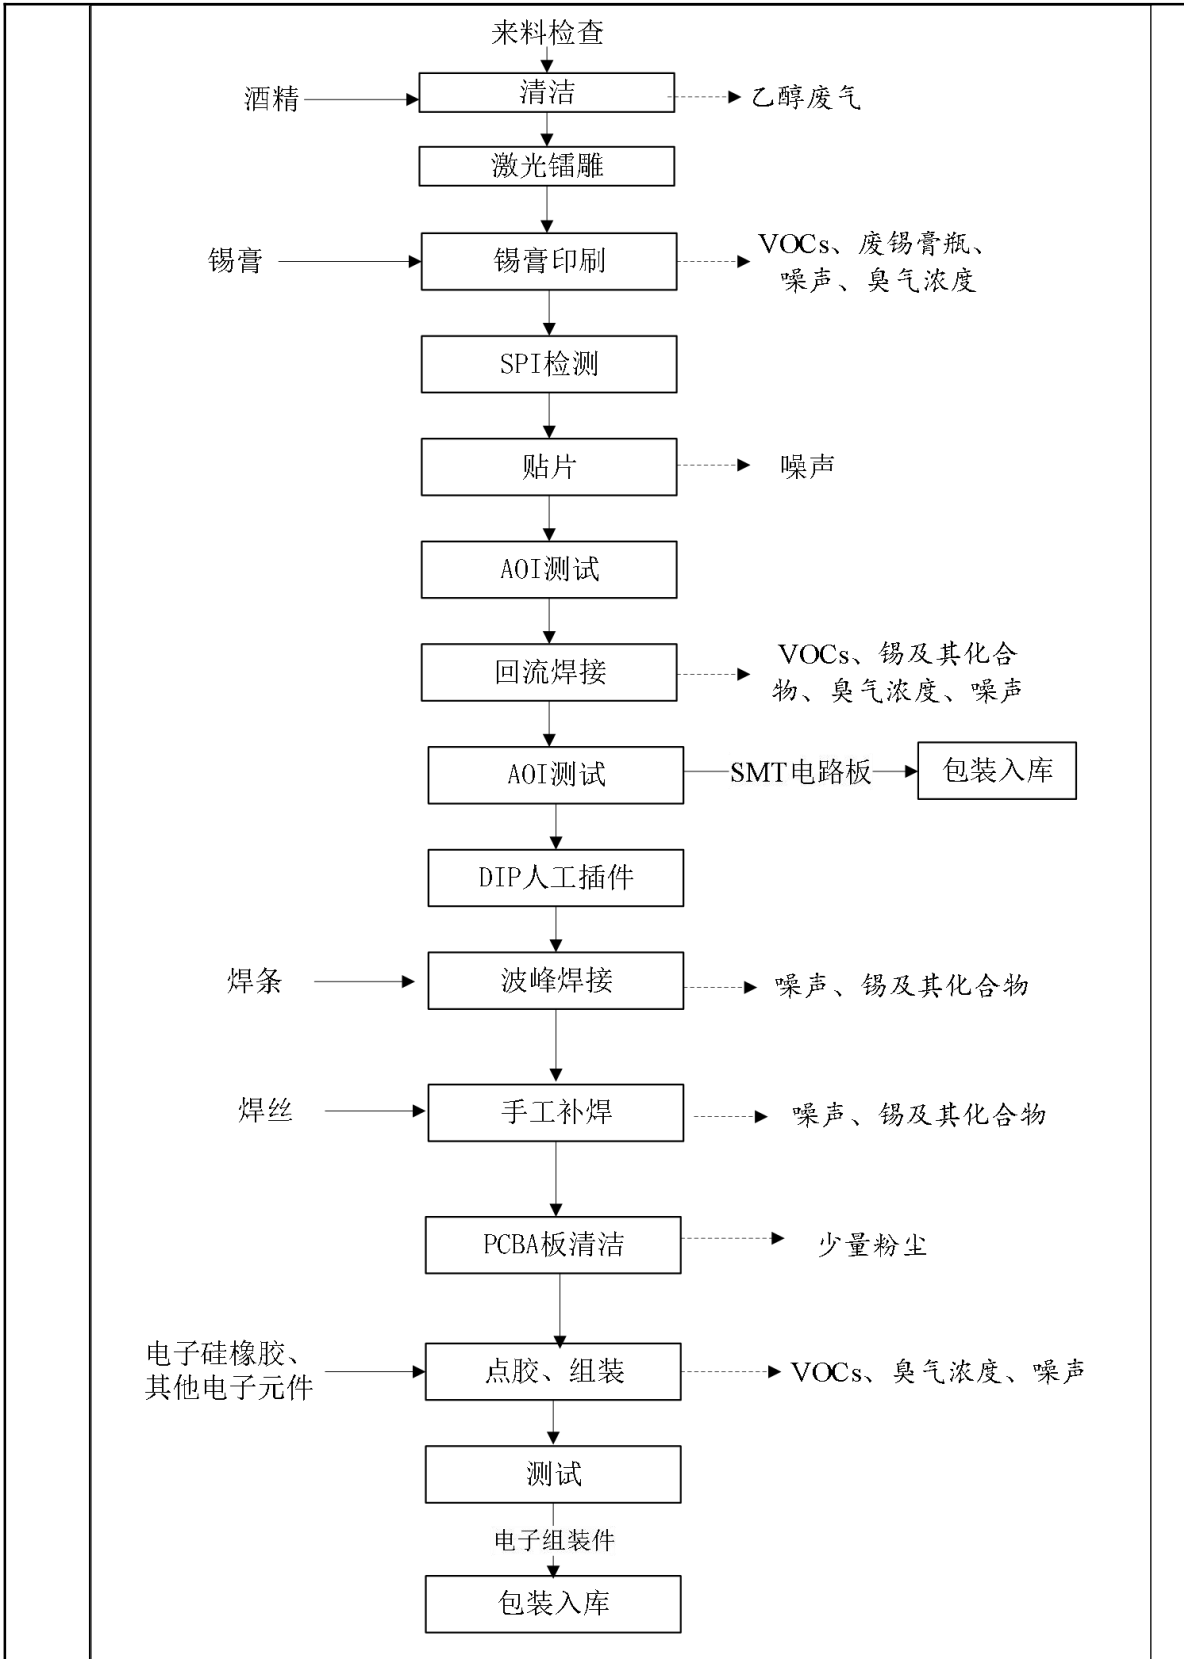 来料检查
酒精
清洁
乙醇废气
激光镭雕
锡膏
锡膏印刷
VOCs、废锡膏瓶、
噪声、臭气浓度
SPI检测
贴片
噪声
AOI测试
回流焊接
VOCs、锡及其化合
物、臭气浓度、噪声
AOI测试
SMT电路板
包装入库
DIP人工插件
焊条
波峰焊接
噪声、锡及其化合物
焊丝
手工补焊
噪声、锡及其化合物
PCBA板清洁
少量粉尘
电子硅橡胶、
其他电子元件
点胶、组装
VOCs、臭气浓度、噪声
测试
电子组装件
包装入库